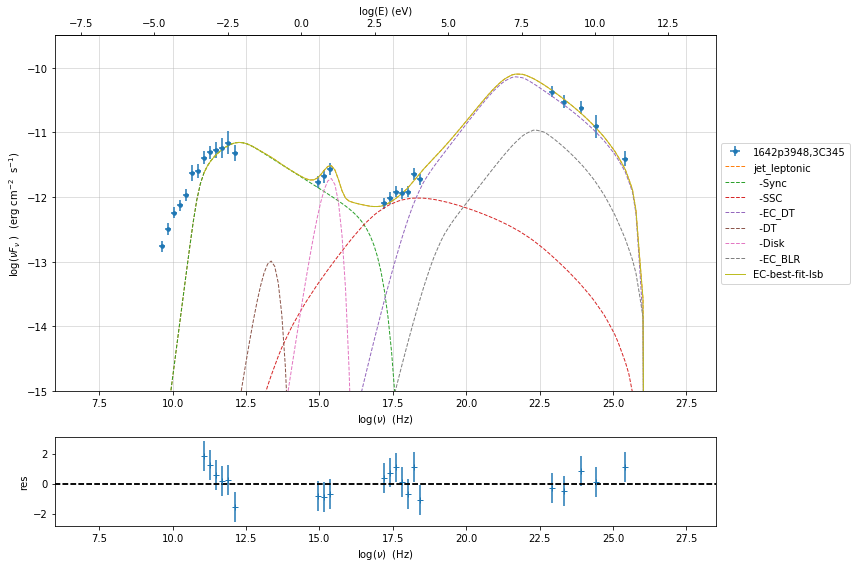 log(E) (eV)
−7.5 −5.0 −2.5 0.0 2.5 5.0 7.5 10.0 12.5
−10
−11
−12
−13
−14
−15
log(νFν ) (erg cm⁻² s⁻¹)
7.5 10.0 12.5 15.0 17.5 20.0 22.5 25.0 27.5
log(ν) (Hz)
1642p3948,3C345
jet_leptonic
-Sync
-SSC
-EC_DT
-DT
-Disk
-EC_BLR
EC-best-fit-lsb
2
0
−2
res
7.5 10.0 12.5 15.0 17.5 20.0 22.5 25.0 27.5
log(ν) (Hz)